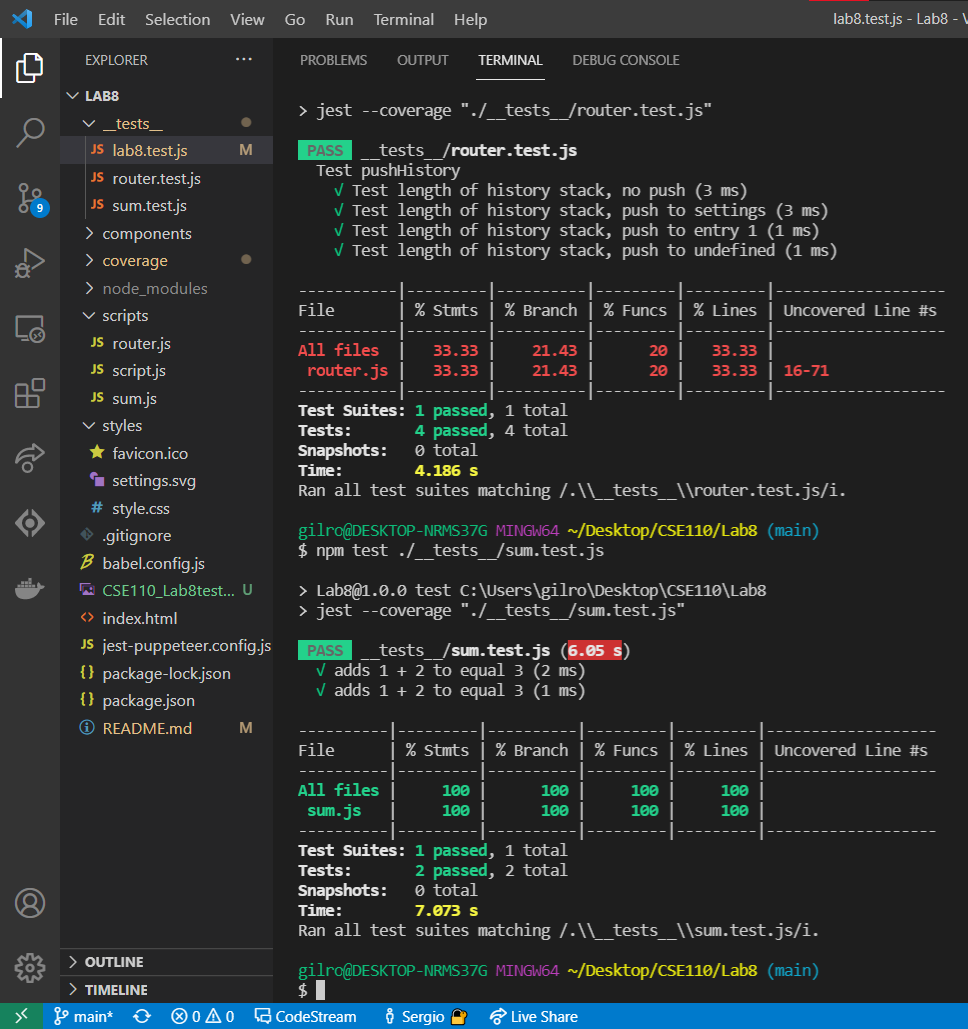 File Edit Selection View Go Run Terminal Help lab8.test.js - Lab8 - V
EXPLORER ...
LAB8
__tests__
JS lab8.test.js M
JS router.test.js
JS sum.test.js
components
coverage
node_modules
scripts
JS router.js
JS script.js
JS sum.js
styles
favicon.ico
settings.svg
# style.css
.gitignore
babel.config.js
CSE110_Lab8test... U
<> index.html
JS jest-puppeteer.config.js
{} package-lock.json
{} package.json
README.md M
OUTLINE
TIMELINE
9
PROBLEMS OUTPUT TERMINAL DEBUG CONSOLE
> jest --coverage "./__tests__/router.test.js"
PASS __tests__/router.test.js
Test pushHistory
√ Test length of history stack, no push (3 ms)
√ Test length of history stack, push to settings (3 ms)
√ Test length of history stack, push to entry 1 (1 ms)
√ Test length of history stack, push to undefined (1 ms)
-----------|---------|----------|---------|---------|-------------------
File | % Stmts | % Branch | % Funcs | % Lines | Uncovered Line #s
-----------|---------|----------|---------|---------|-------------------
All files | 33.33 | 21.43 | 20 | 33.33 |
router.js | 33.33 | 21.43 | 20 | 33.33 | 16-71
-----------|---------|----------|---------|---------|-------------------
Test Suites: 1 passed, 1 total
Tests: 4 passed, 4 total
Snapshots: 0 total
Time: 4.186 s
Ran all test suites matching /.\\__tests__\\router.test.js/i.
gilro@DESKTOP-NRMS37G MINGW64 ~/Desktop/CSE110/Lab8 (main)
$ npm test ./__tests__/sum.test.js
> Lab8@1.0.0 test C:\Users\gilro\Desktop\CSE110\Lab8
> jest --coverage "./__tests__/sum.test.js"
PASS __tests__/sum.test.js (6.05 s)
√ adds 1 + 2 to equal 3 (2 ms)
√ adds 1 + 2 to equal 3 (1 ms)
----------|---------|----------|---------|---------|-------------------
File | % Stmts | % Branch | % Funcs | % Lines | Uncovered Line #s
----------|---------|----------|---------|---------|-------------------
All files | 100 | 100 | 100 | 100 |
sum.js | 100 | 100 | 100 | 100 |
----------|---------|----------|---------|---------|-------------------
Test Suites: 1 passed, 1 total
Tests: 2 passed, 2 total
Snapshots: 0 total
Time: 7.073 s
Ran all test suites matching /.\\__tests__\\sum.test.js/i.
gilro@DESKTOP-NRMS37G MINGW64 ~/Desktop/CSE110/Lab8 (main)
$
main* 0 0 CodeStream Sergio Live Share